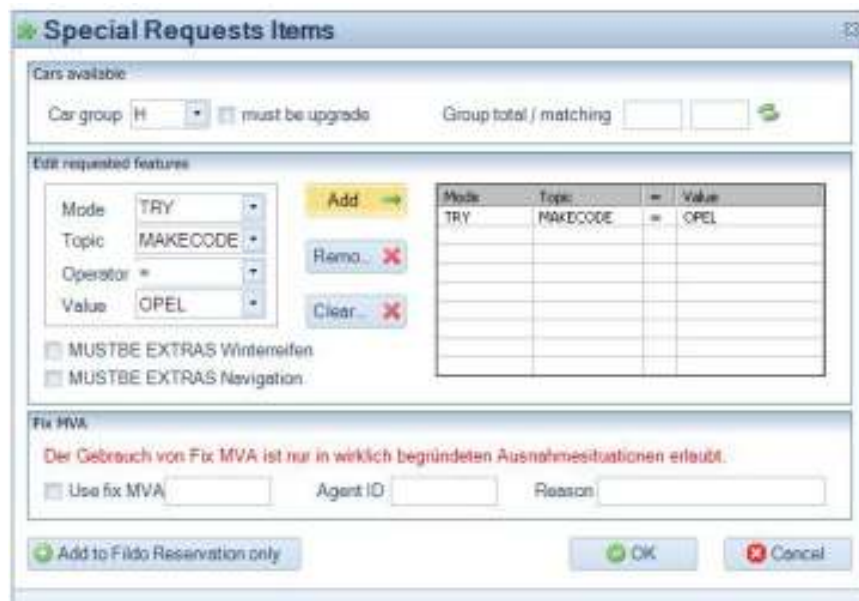 Special Requests Items
Cars available
Car group H must be upgrade Group total / matching
Edit requested features
Mode TRY
Topic MAKECODE
Operator =
Value OPEL
Add
Remo...
Clear...
Mode Topic = Value
TRY MAKECODE = OPEL
MUSTBE EXTRAS Winterreifen
MUSTBE EXTRAS Navigation
Fix MVA
Der Gebrauch von Fix MVA ist nur in wirklich begründeten Ausnahmesituationen erlaubt.
Use fix MVA Agent ID Reason
Add to Fildo Reservation only OK Cancel